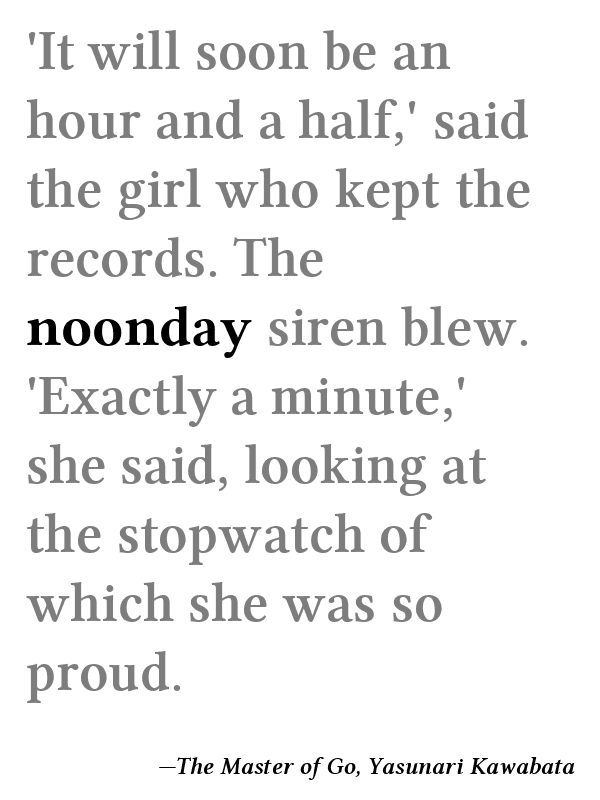 'It will soon be an
hour and a half,' said
the girl who kept the
records. The
noonday siren blew.
'Exactly a minute,'
she said, looking at
the stopwatch of
which she was so
proud.
—The Master of Go, Yasunari Kawabata